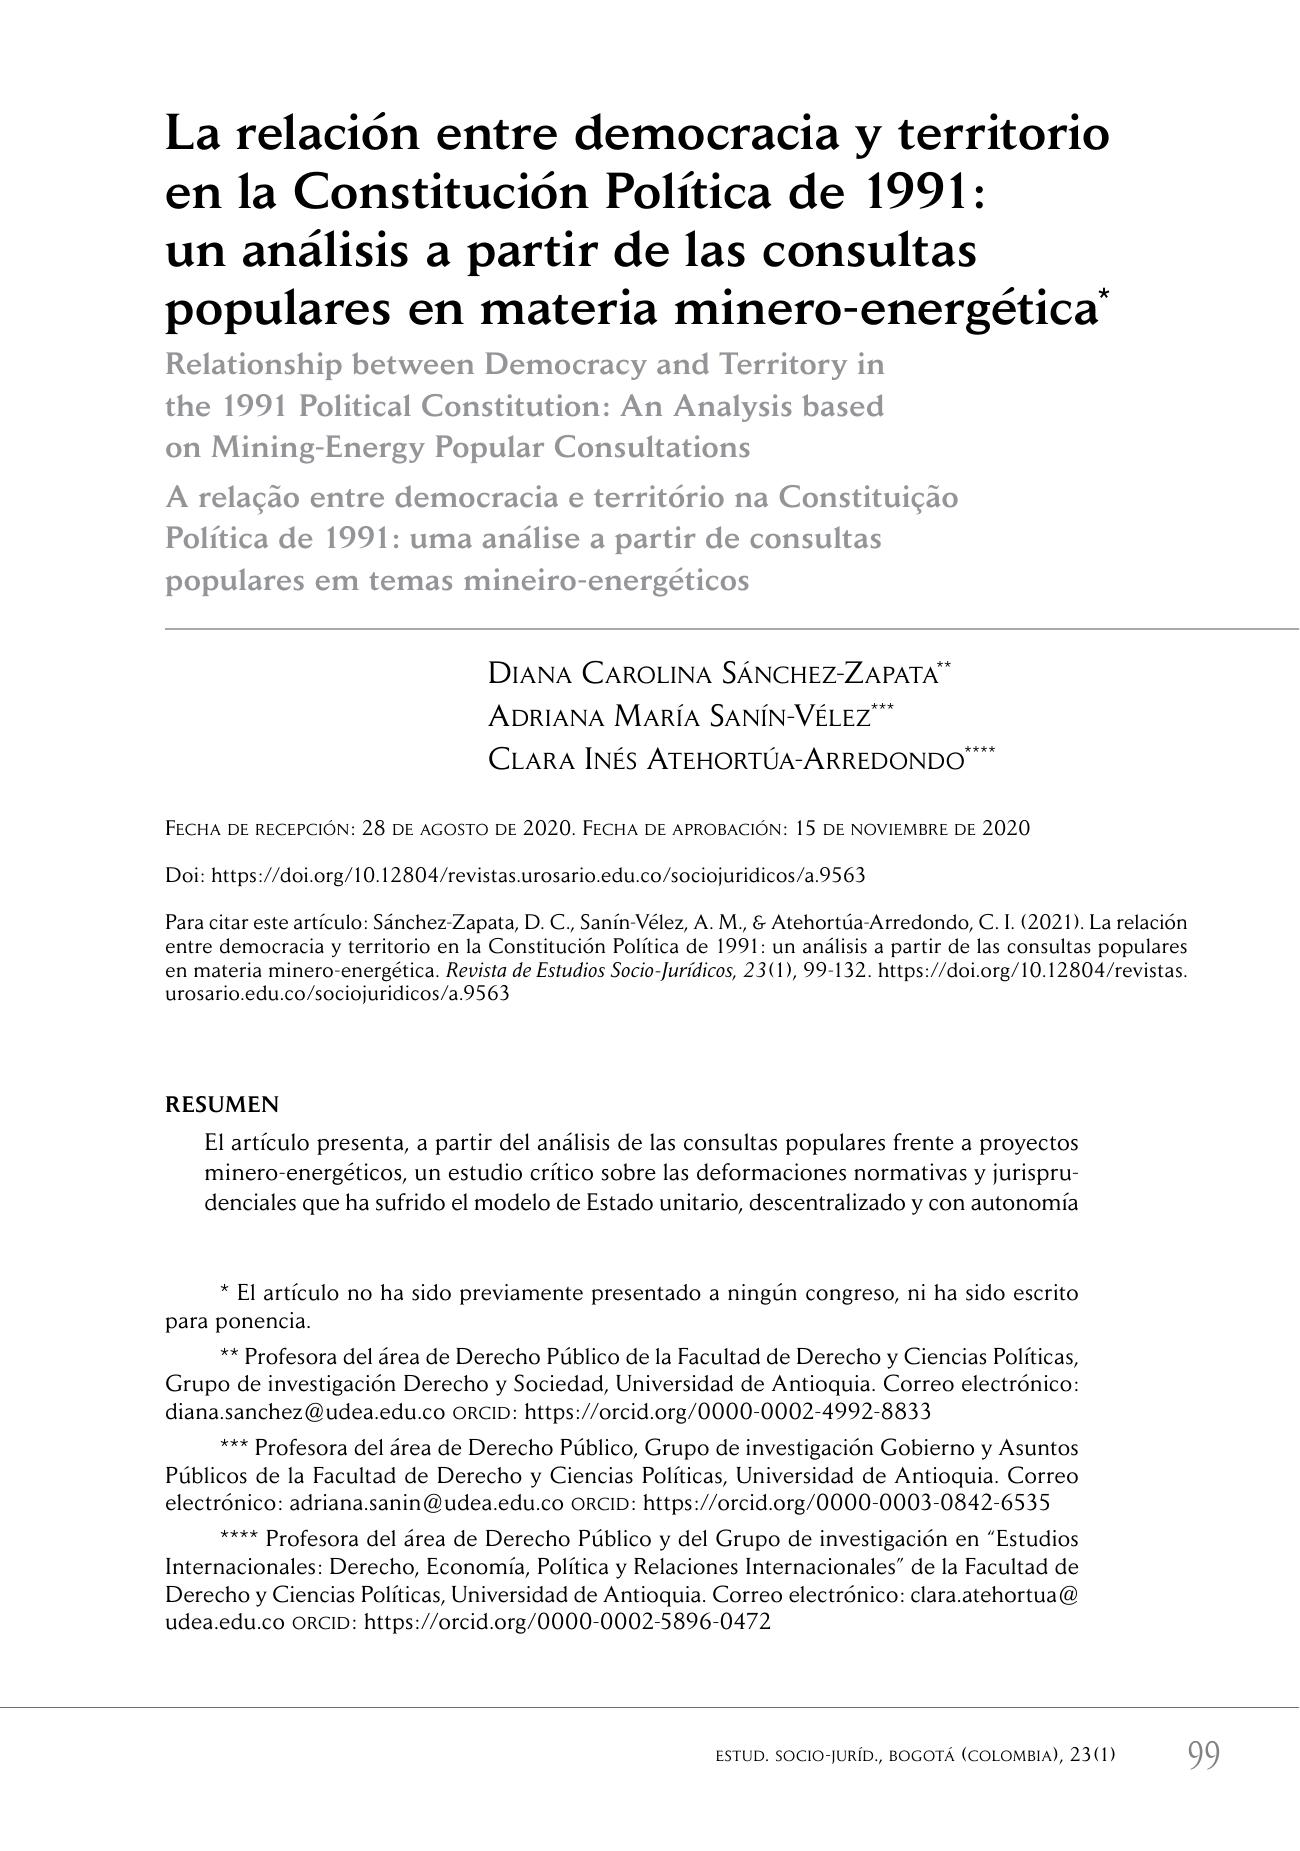 La relación entre democracia y territorio
en la Constitución Política de 1991:
un análisis a partir de las consultas
populares en materia minero-energética*
Relationship between Democracy and Territory in
the 1991 Political Constitution: An Analysis based
on Mining-Energy Popular Consultations
A relação entre democracia e território na Constituição
Política de 1991: uma análise a partir de consultas
populares em temas mineiro-energéticos
Diana Carolina Sánchez-Zapata**
Adriana María Sanín-Vélez***
Clara Inés Atehortúa-Arredondo****
Fecha de recepción: 28 de agosto de 2020. Fecha de aprobación: 15 de noviembre de 2020
Doi: https://doi.org/10.12804/revistas.urosario.edu.co/sociojuridicos/a.9563
Para citar este artículo: Sánchez-Zapata, D. C., Sanín-Vélez, A. M., & Atehortúa-Arredondo, C. I. (2021). La relación
entre democracia y territorio en la Constitución Política de 1991: un análisis a partir de las consultas populares
en materia minero-energética. Revista de Estudios Socio-Jurídicos, 23(1), 99-132. https://doi.org/10.12804/revistas.
urosario.edu.co/sociojuridicos/a.9563
RESUMEN
El artículo presenta, a partir del análisis de las consultas populares frente a proyectos
minero-energéticos, un estudio crítico sobre las deformaciones normativas y jurispru-
denciales que ha sufrido el modelo de Estado unitario, descentralizado y con autonomía
* El artículo no ha sido previamente presentado a ningún congreso, ni ha sido escrito
para ponencia.
** Profesora del área de Derecho Público de la Facultad de Derecho y Ciencias Políticas,
Grupo de investigación Derecho y Sociedad, Universidad de Antioquia. Correo electrónico:
diana.sanchez@udea.edu.co ORCID: https://orcid.org/0000-0002-4992-8833
*** Profesora del área de Derecho Público, Grupo de investigación Gobierno y Asuntos
Públicos de la Facultad de Derecho y Ciencias Políticas, Universidad de Antioquia. Correo
electrónico: adriana.sanin@udea.edu.co ORCID: https://orcid.org/0000-0003-0842-6535
**** Profesora del área de Derecho Público y del Grupo de investigación en “Estudios
Internacionales: Derecho, Economía, Política y Relaciones Internacionales” de la Facultad de
Derecho y Ciencias Políticas, Universidad de Antioquia. Correo electrónico: clara.atehortua@
udea.edu.co ORCID: https://orcid.org/0000-0002-5896-0472
estud. socio-juríd., bogotá (colombia), 23(1) 99